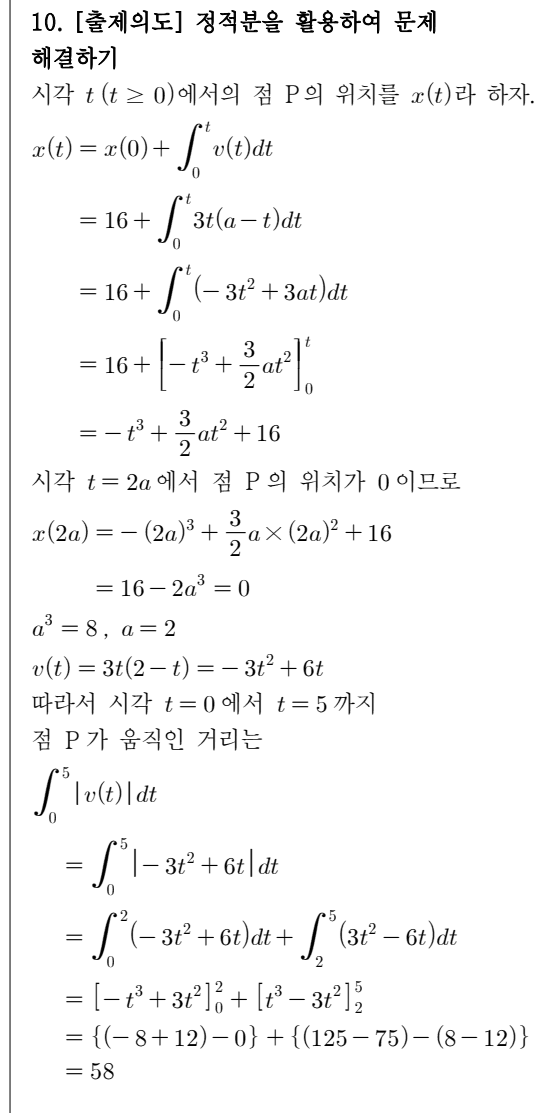 10. [출제의도] 정적분을 활용하여 문제
해결하기
시각 t (t ≥ 0)에서의 점 P의 위치를 x(t)라 하자.
x(t) = x(0) + ∫₀ᵗ v(t)dt
= 16 + ∫₀ᵗ 3t(a − t)dt
= 16 + ∫₀ᵗ (− 3t² + 3at)dt
= 16 + [− t³ + 3/2 at²]₀ᵗ
= − t³ + 3/2 at² + 16
시각 t = 2a 에서 점 P 의 위치가 0 이므로
x(2a) = − (2a)³ + 3/2 a × (2a)² + 16
= 16 − 2a³ = 0
a³ = 8 , a = 2
v(t) = 3t(2 − t) = − 3t² + 6t
따라서 시각 t = 0 에서 t = 5 까지
점 P 가 움직인 거리는
∫₀⁵ |v(t)| dt
= ∫₀⁵ |− 3t² + 6t| dt
= ∫₀² (− 3t² + 6t)dt + ∫₂⁵ (3t² − 6t)dt
= [− t³ + 3t²]₀² + [t³ − 3t²]₂⁵
= {(− 8 + 12) − 0} + {(125 − 75) − (8 − 12)}
= 58